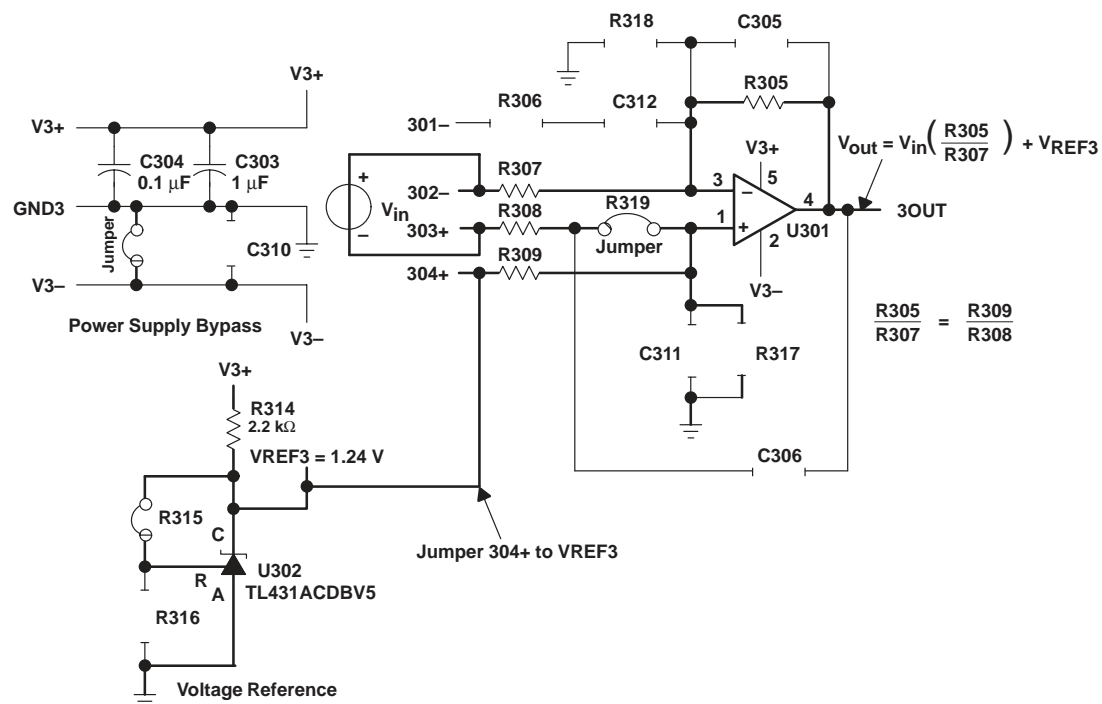 R318
C305
V3+
R305
R306
C312
301–
V3+
C304
0.1 μF
C303
1 μF
Vout = Vin(R305/R307) + VREF3
V3+
R307
302–
3
5
–
+
Vin
–
R308
303+
R319
Jumper
1
+
4
2
U301
3OUT
GND3
Jumper
C310
R309
304+
V3–
V3–
Power Supply Bypass
V3–
R305/R307 = R309/R308
C311
R317
V3+
R314
2.2 kΩ
VREF3 = 1.24 V
C306
R315
C
Jumper 304+ to VREF3
U302
R
A
TL431ACDBV5
R316
Voltage Reference